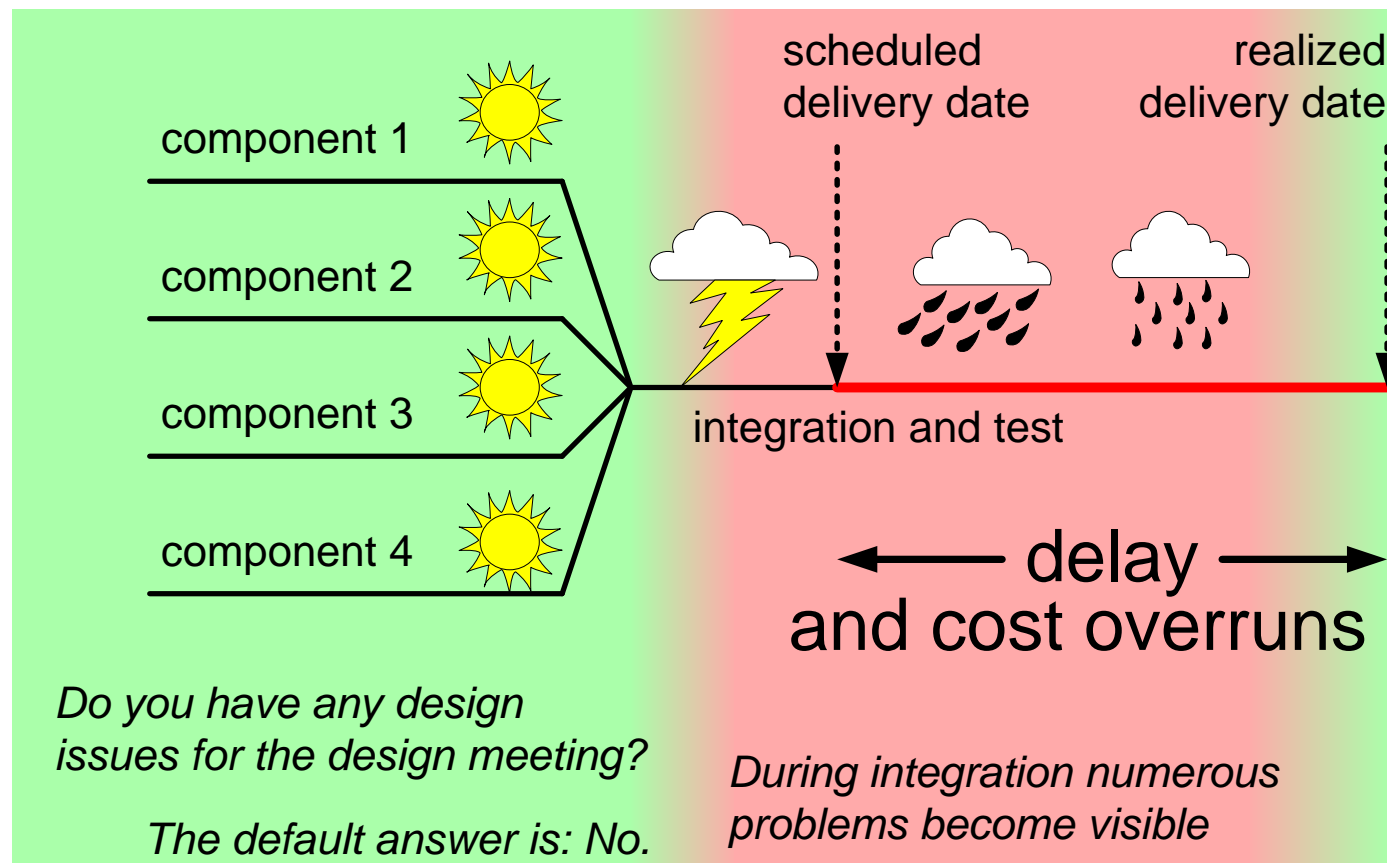 scheduled
delivery date
realized
delivery date
component 1
component 2
component 3
component 4
integration and test
delay
and cost overruns
Do you have any design
issues for the design meeting?
The default answer is: No.
During integration numerous
problems become visible